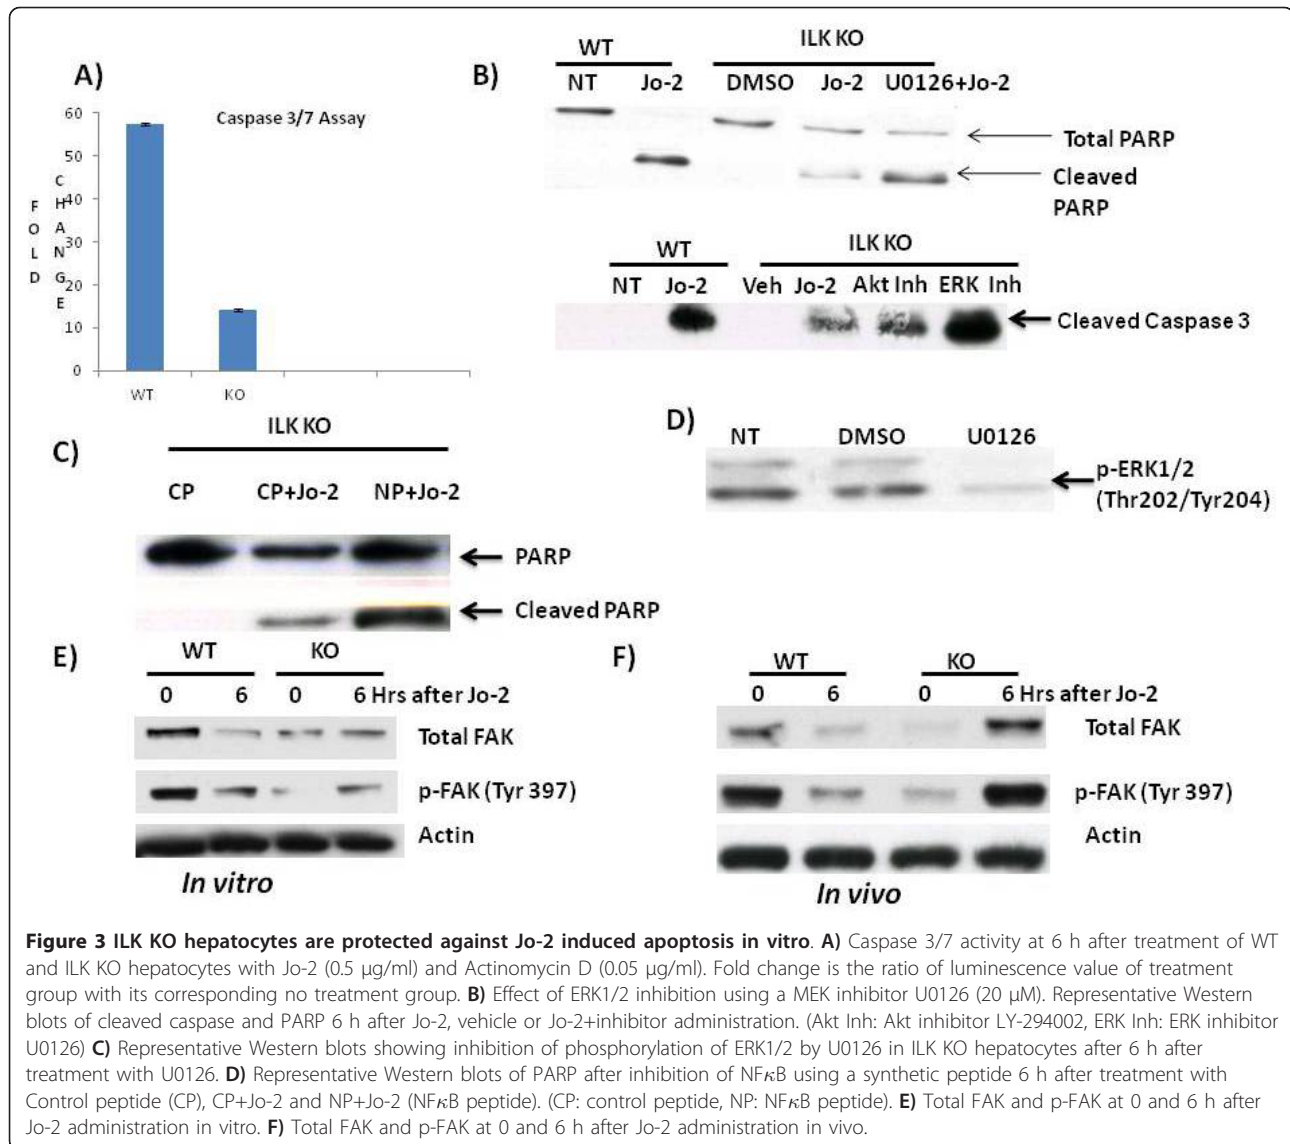 A)
Caspase 3/7 Assay
60
50
40
30
20
10
0
FOLD
CHANGE
WT
KO
B)
WT
ILK KO
NT Jo-2 DMSO Jo-2 U0126+Jo-2
Total PARP
Cleaved
PARP
WT
ILK KO
NT Jo-2 Veh Jo-2 Akt Inh ERK Inh
Cleaved Caspase 3
C)
ILK KO
CP CP+Jo-2 NP+Jo-2
PARP
Cleaved PARP
D)
NT DMSO U0126
p-ERK1/2
(Thr202/Tyr204)
E)
WT KO
0 6 0 6 Hrs after Jo-2
Total FAK
p-FAK (Tyr 397)
Actin
In vitro
F)
WT KO
0 6 0 6 Hrs after Jo-2
Total FAK
p-FAK (Tyr 397)
Actin
In vivo
Figure 3 ILK KO hepatocytes are protected against Jo-2 induced apoptosis in vitro. A) Caspase 3/7 activity at 6 h after treatment of WT
and ILK KO hepatocytes with Jo-2 (0.5 μg/ml) and Actinomycin D (0.05 μg/ml). Fold change is the ratio of luminescence value of treatment
group with its corresponding no treatment group. B) Effect of ERK1/2 inhibition using a MEK inhibitor U0126 (20 μM). Representative Western
blots of cleaved caspase and PARP 6 h after Jo-2, vehicle or Jo-2+inhibitor administration. (Akt Inh: Akt inhibitor LY-294002, ERK Inh: ERK inhibitor
U0126) C) Representative Western blots showing inhibition of phosphorylation of ERK1/2 by U0126 in ILK KO hepatocytes after 6 h after
treatment with U0126. D) Representative Western blots of PARP after inhibition of NFκB using a synthetic peptide 6 h after treatment with
Control peptide (CP), CP+Jo-2 and NP+Jo-2 (NFκB peptide). (CP: control peptide, NP: NFκB peptide). E) Total FAK and p-FAK at 0 and 6 h after
Jo-2 administration in vitro. F) Total FAK and p-FAK at 0 and 6 h after Jo-2 administration in vivo.